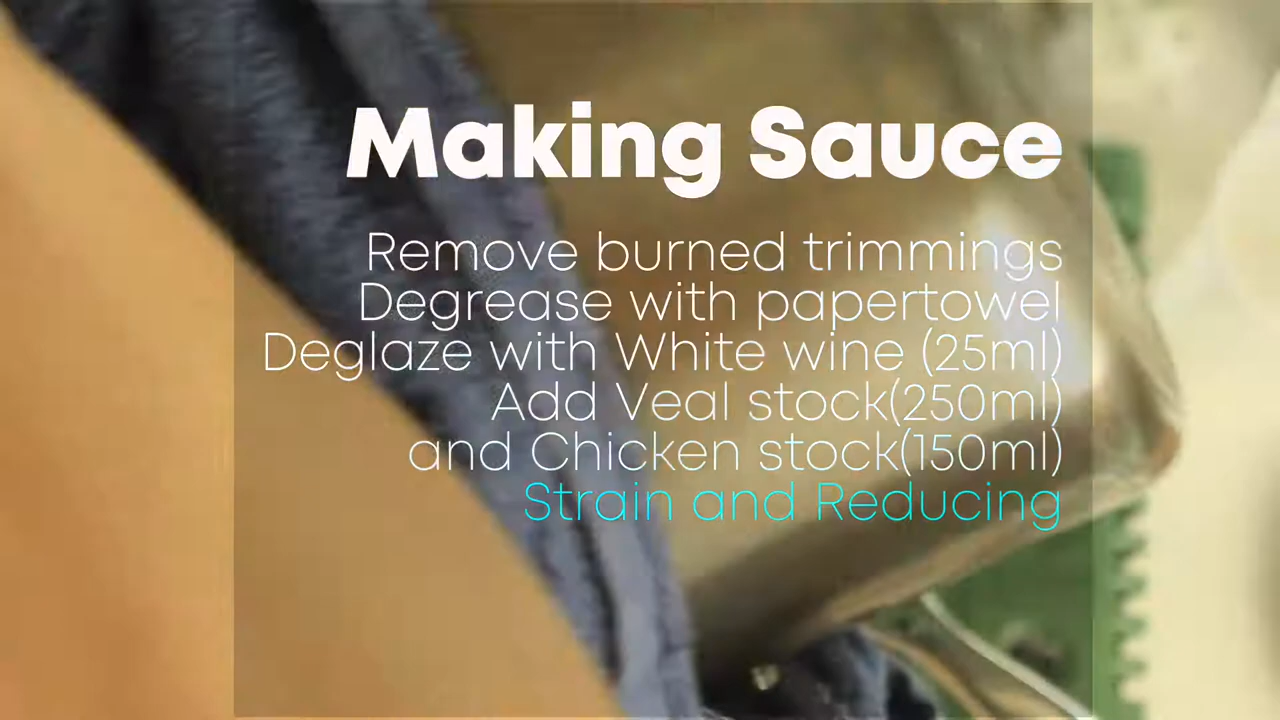 Making Sauce
Remove burned trimmings
Degrease with papertowel
Deglaze with White wine (25ml)
Add Veal stock(250ml)
and Chicken stock(150ml)
Strain and Reducing